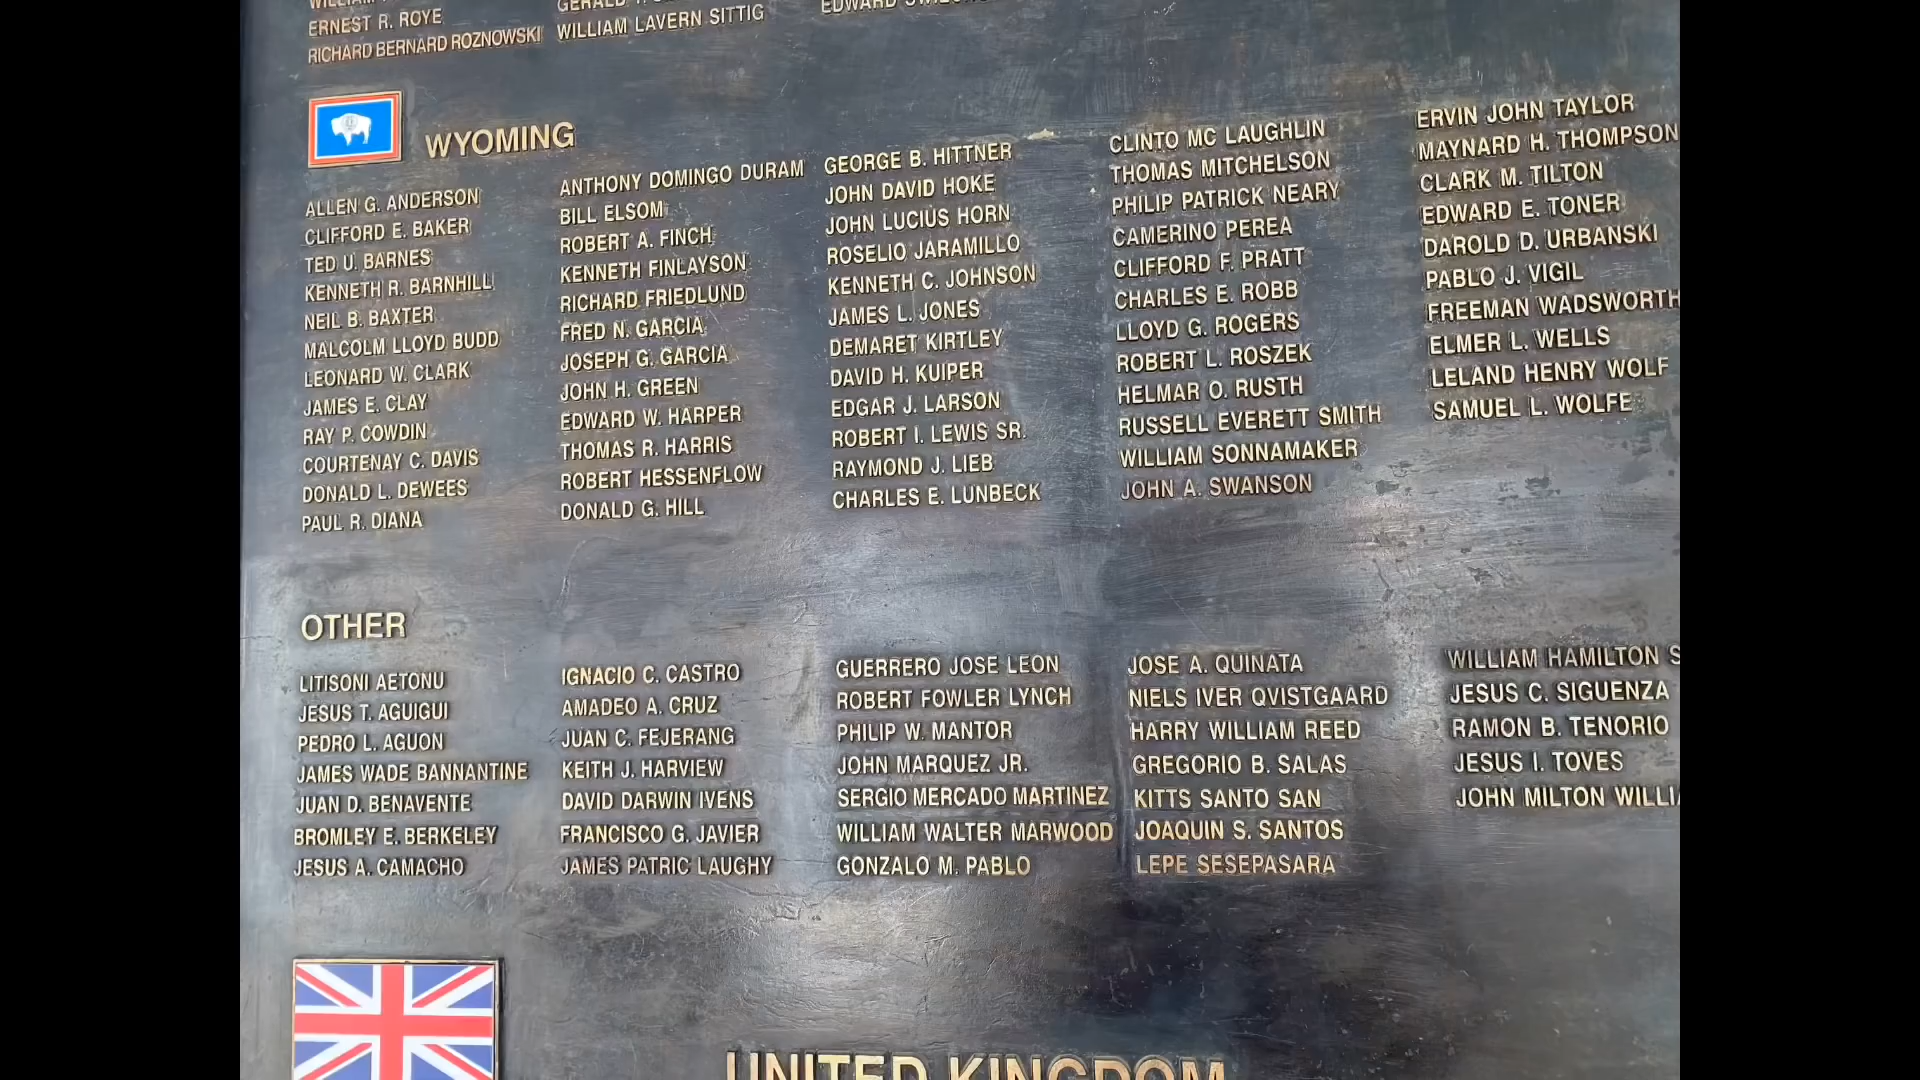 ERNEST R. ROYE
RICHARD BERNARD ROZNOWSKI
WILLIAM LAVERN SITTIG
EDWARD
WYOMING
ALLEN G. ANDERSON
CLIFFORD E. BAKER
TED U. BARNES
KENNETH R. BARNHILL
NEIL B. BAXTER
MALCOLM LLOYD BUDD
LEONARD W. CLARK
JAMES E. CLAY
RAY P. COWDIN
COURTENAY C. DAVIS
DONALD L. DEWEES
PAUL R. DIANA
ANTHONY DOMINGO DURAM
BILL ELSOM
ROBERT A. FINCH
KENNETH FINLAYSON
RICHARD FRIEDLUND
FRED N. GARCIA
JOSEPH G. GARCIA
JOHN H. GREEN
EDWARD W. HARPER
THOMAS R. HARRIS
ROBERT HESSENFLOW
DONALD G. HILL
GEORGE B. HITTNER
JOHN DAVID HOKE
JOHN LUCIUS HORN
ROSELIO JARAMILLO
KENNETH C. JOHNSON
JAMES L. JONES
DEMARET KIRTLEY
DAVID H. KUIPER
EDGAR J. LARSON
ROBERT I. LEWIS SR.
RAYMOND J. LIEB
CHARLES E. LUNBECK
CLINTO MC LAUGHLIN
THOMAS MITCHELSON
PHILIP PATRICK NEARY
CAMERINO PEREA
CLIFFORD F. PRATT
CHARLES E. ROBB
LLOYD G. ROGERS
ROBERT L. ROSZEK
HELMAR O. RUSTH
RUSSELL EVERETT SMITH
WILLIAM SONNAMAKER
JOHN A. SWANSON
ERVIN JOHN TAYLOR
MAYNARD H. THOMPSON
CLARK M. TILTON
EDWARD E. TONER
DAROLD D. URBANSKI
PABLO J. VIGIL
FREEMAN WADSWORTH
ELMER L. WELLS
LELAND HENRY WOLF
SAMUEL L. WOLFE
OTHER
LITISONI AETONU
JESUS T. AGUIGUI
PEDRO L. AGUON
JAMES WADE BANNANTINE
JUAN D. BENAVENTE
BROMLEY E. BERKELEY
JESUS A. CAMACHO
IGNACIO C. CASTRO
AMADEO A. CRUZ
JUAN C. FEJERANG
KEITH J. HARVIEW
DAVID DARWIN IVENS
FRANCISCO G. JAVIER
JAMES PATRIC LAUGHY
GUERRERO JOSE LEON
ROBERT FOWLER LYNCH
PHILIP W. MANTOR
JOHN MARQUEZ JR.
SERGIO MERCADO MARTINEZ
WILLIAM WALTER MARWOOD
GONZALO M. PABLO
JOSE A. QUINATA
NIELS IVER QVISTGAARD
HARRY WILLIAM REED
GREGORIO B. SALAS
KITTS SANTO SAN
JOAQUIN S. SANTOS
LEPE SESEPASARA
WILLIAM HAMILTON
JESUS C. SIGUENZA
RAMON B. TENORIO
JESUS I. TOVES
JOHN MILTON
UNITED KINGDOM